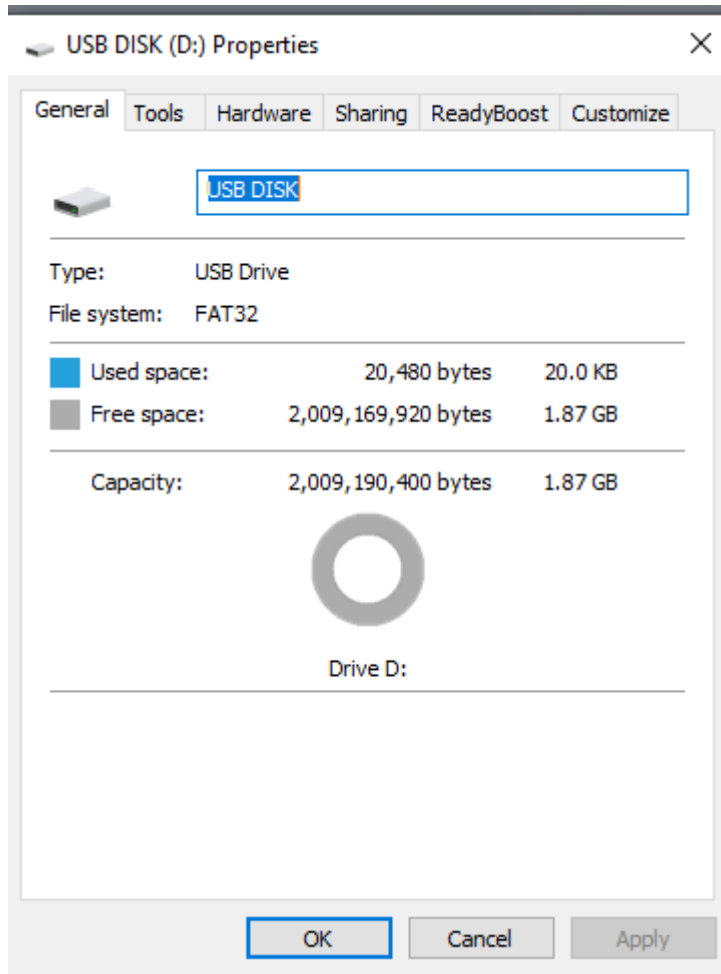 USB DISK (D:) Properties
General Tools Hardware Sharing ReadyBoost Customize
USB DISK
Type: USB Drive
File system: FAT32
Used space: 20,480 bytes 20.0 KB
Free space: 2,009,169,920 bytes 1.87 GB
Capacity: 2,009,190,400 bytes 1.87 GB
Drive D:
OK Cancel Apply